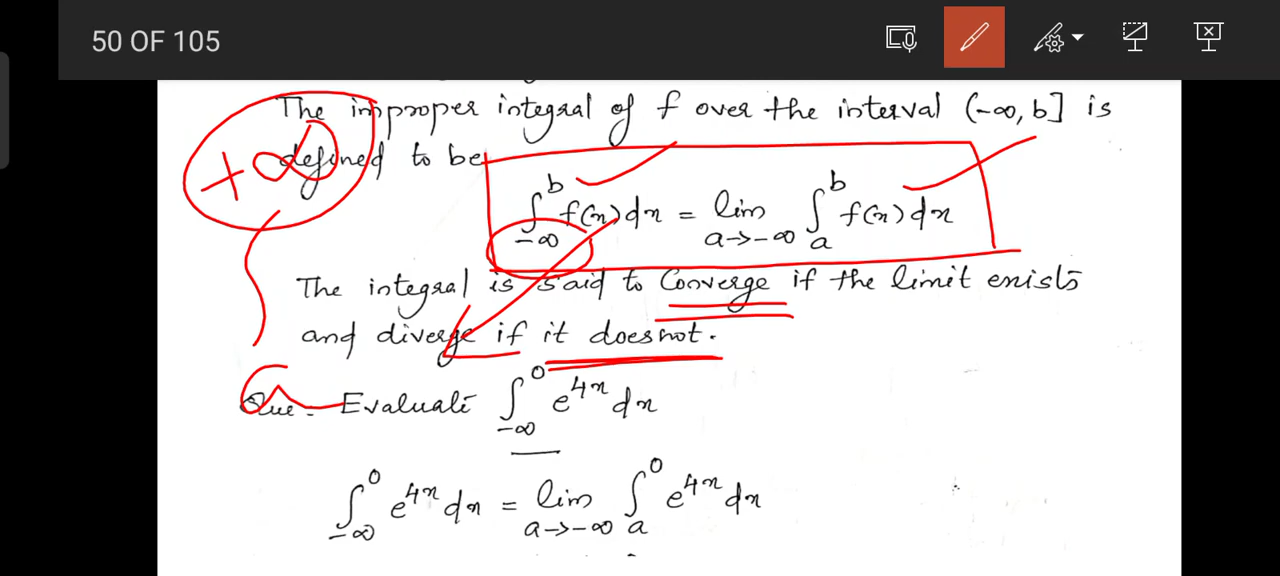 50 OF 105
The improper integral of f over the interval (-∞, b] is
+∞
defined to be
∫_{-∞}^{b} f(x) dx = lim_{a→-∞} ∫_{a}^{b} f(x) dx
The integral is said to Converge if the limit exists
and diverge if it does not.
Que. Evaluate ∫_{-∞}^{0} e^{4x} dx
∫_{-∞}^{0} e^{4x} dx = lim_{a→-∞} ∫_{a}^{0} e^{4x} dx